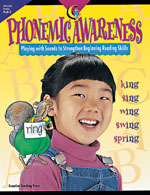 PHONEMIC AWARENESS
Playing with Sounds to Strengthen Beginning Reading Skills
king
sing
wing
swing
spring
ring
Creative Teaching Press